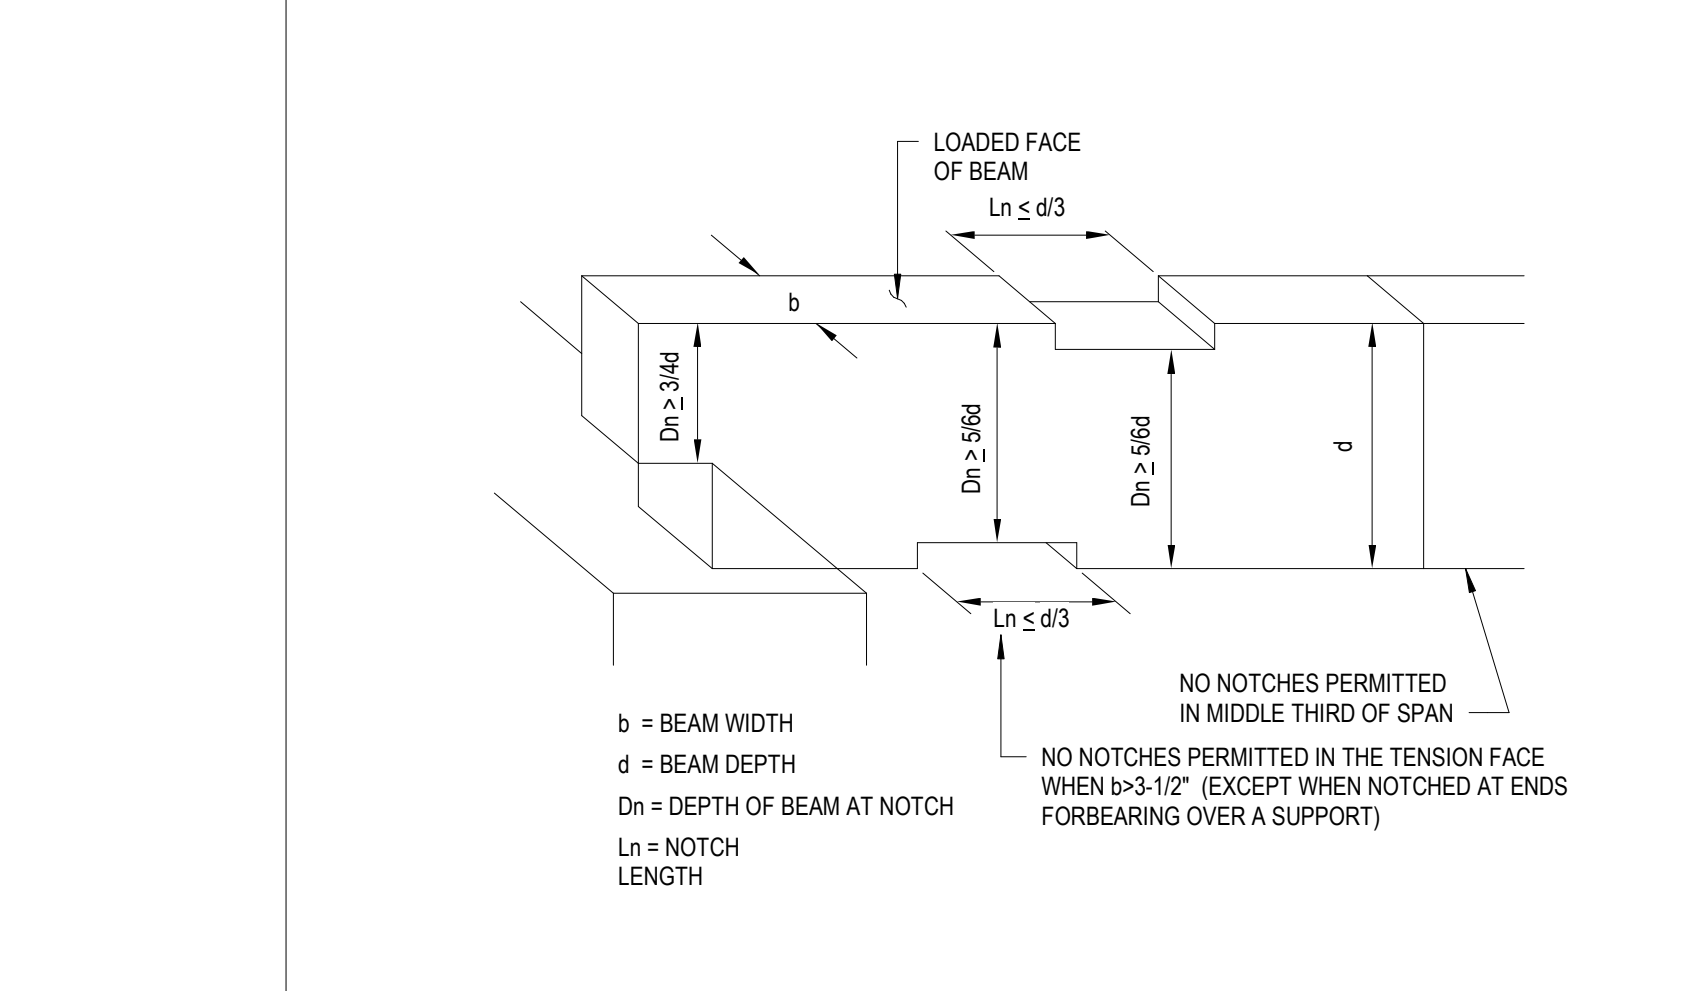 LOADED FACE
OF BEAM
Ln ≤ d/3
b
Dn ≥ 3/4d
Dn ≥ 5/6d
Dn ≥ 5/6d
d
Ln ≤ d/3
NO NOTCHES PERMITTED
IN MIDDLE THIRD OF SPAN
b = BEAM WIDTH
d = BEAM DEPTH
Dn = DEPTH OF BEAM AT NOTCH
Ln = NOTCH
LENGTH
NO NOTCHES PERMITTED IN THE TENSION FACE
WHEN b>3-1/2" (EXCEPT WHEN NOTCHED AT ENDS
FORBEARING OVER A SUPPORT)